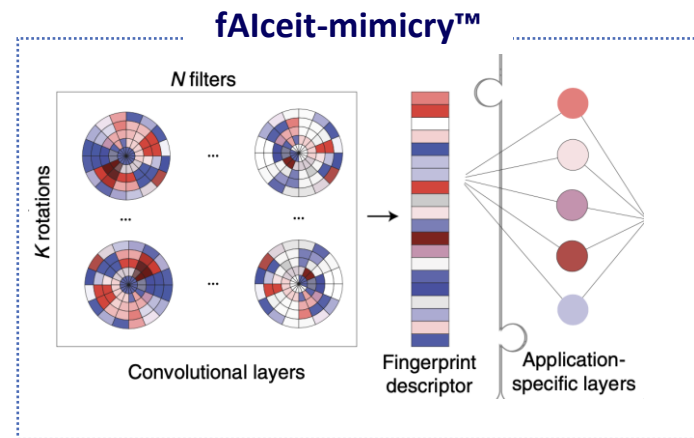 fAIceit-mimicry™
N filters
K rotations
...
...
...
...
Convolutional layers
Fingerprint
descriptor
Application-
specific layers